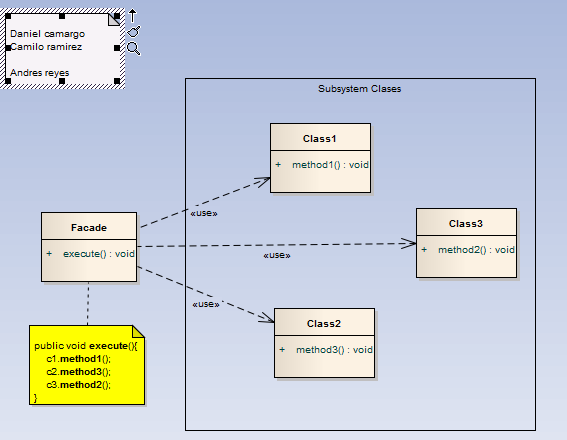 Daniel camargo
Camilo ramirez
Andres reyes
Subsystem Clases
Class1
+ method1() : void
«use»
Facade
+ execute() : void
Class3
+ method2() : void
«use»
«use»
Class2
+ method3() : void
public void execute(){
c1.method1();
c2.method3();
c3.method2();
}